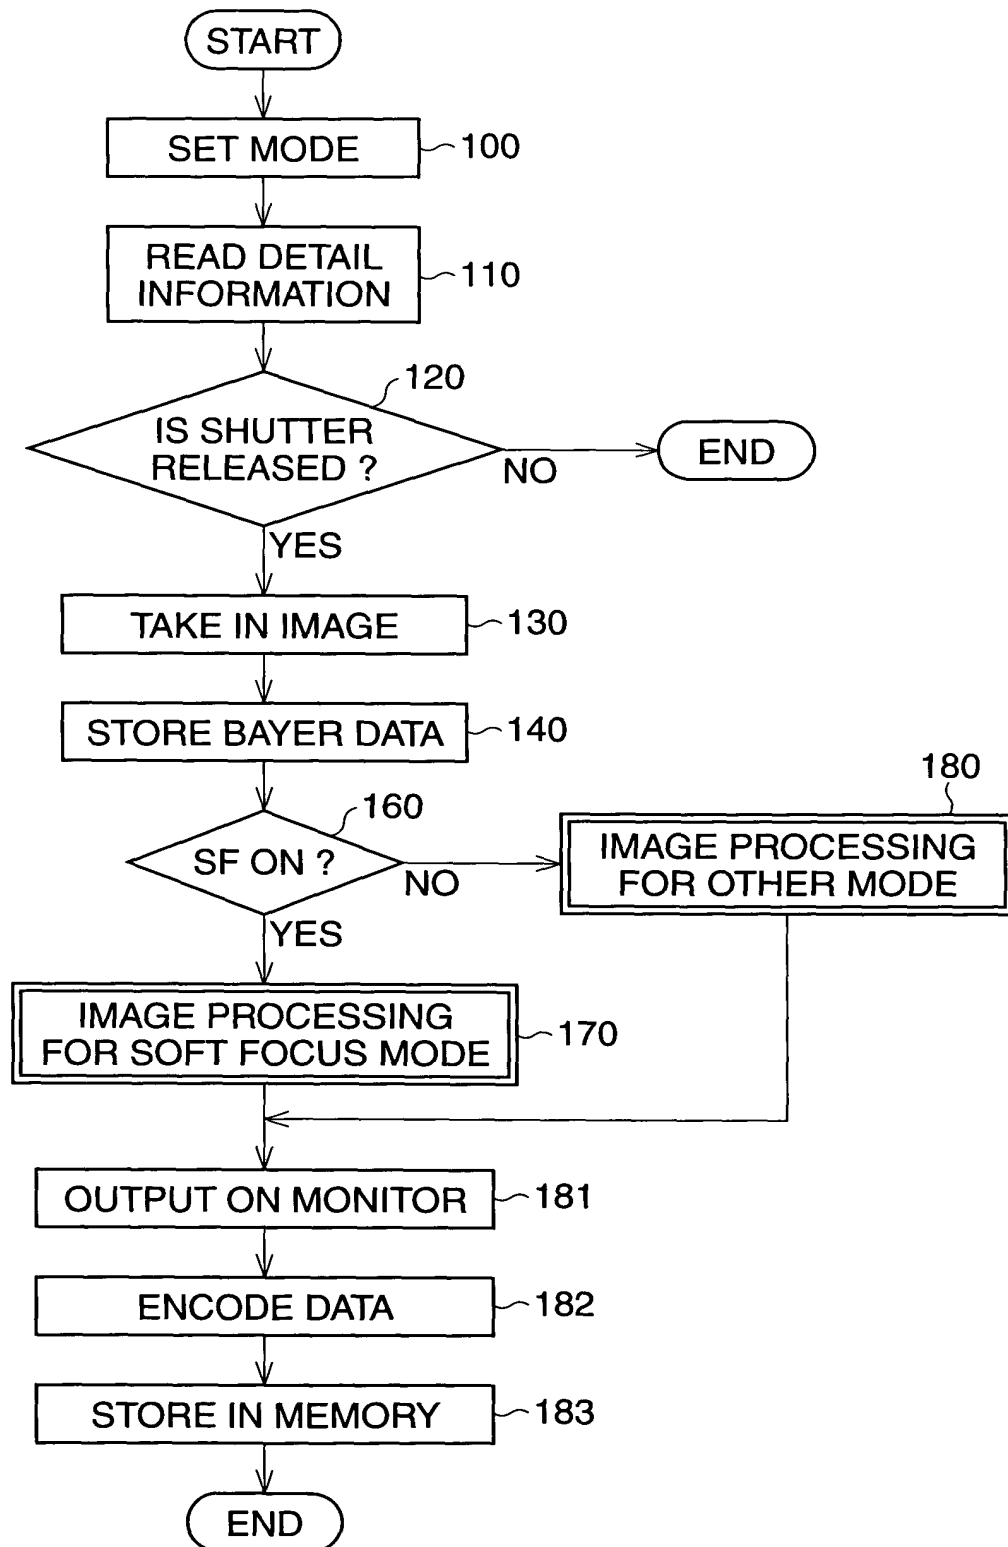 START
SET MODE
100
READ DETAIL
INFORMATION
110
120
IS SHUTTER
RELEASED ?
NO
END
YES
TAKE IN IMAGE
130
STORE BAYER DATA
140
160
SF ON ?
NO
180
IMAGE PROCESSING
FOR OTHER MODE
YES
IMAGE PROCESSING
FOR SOFT FOCUS MODE
170
OUTPUT ON MONITOR
181
ENCODE DATA
182
STORE IN MEMORY
183
END